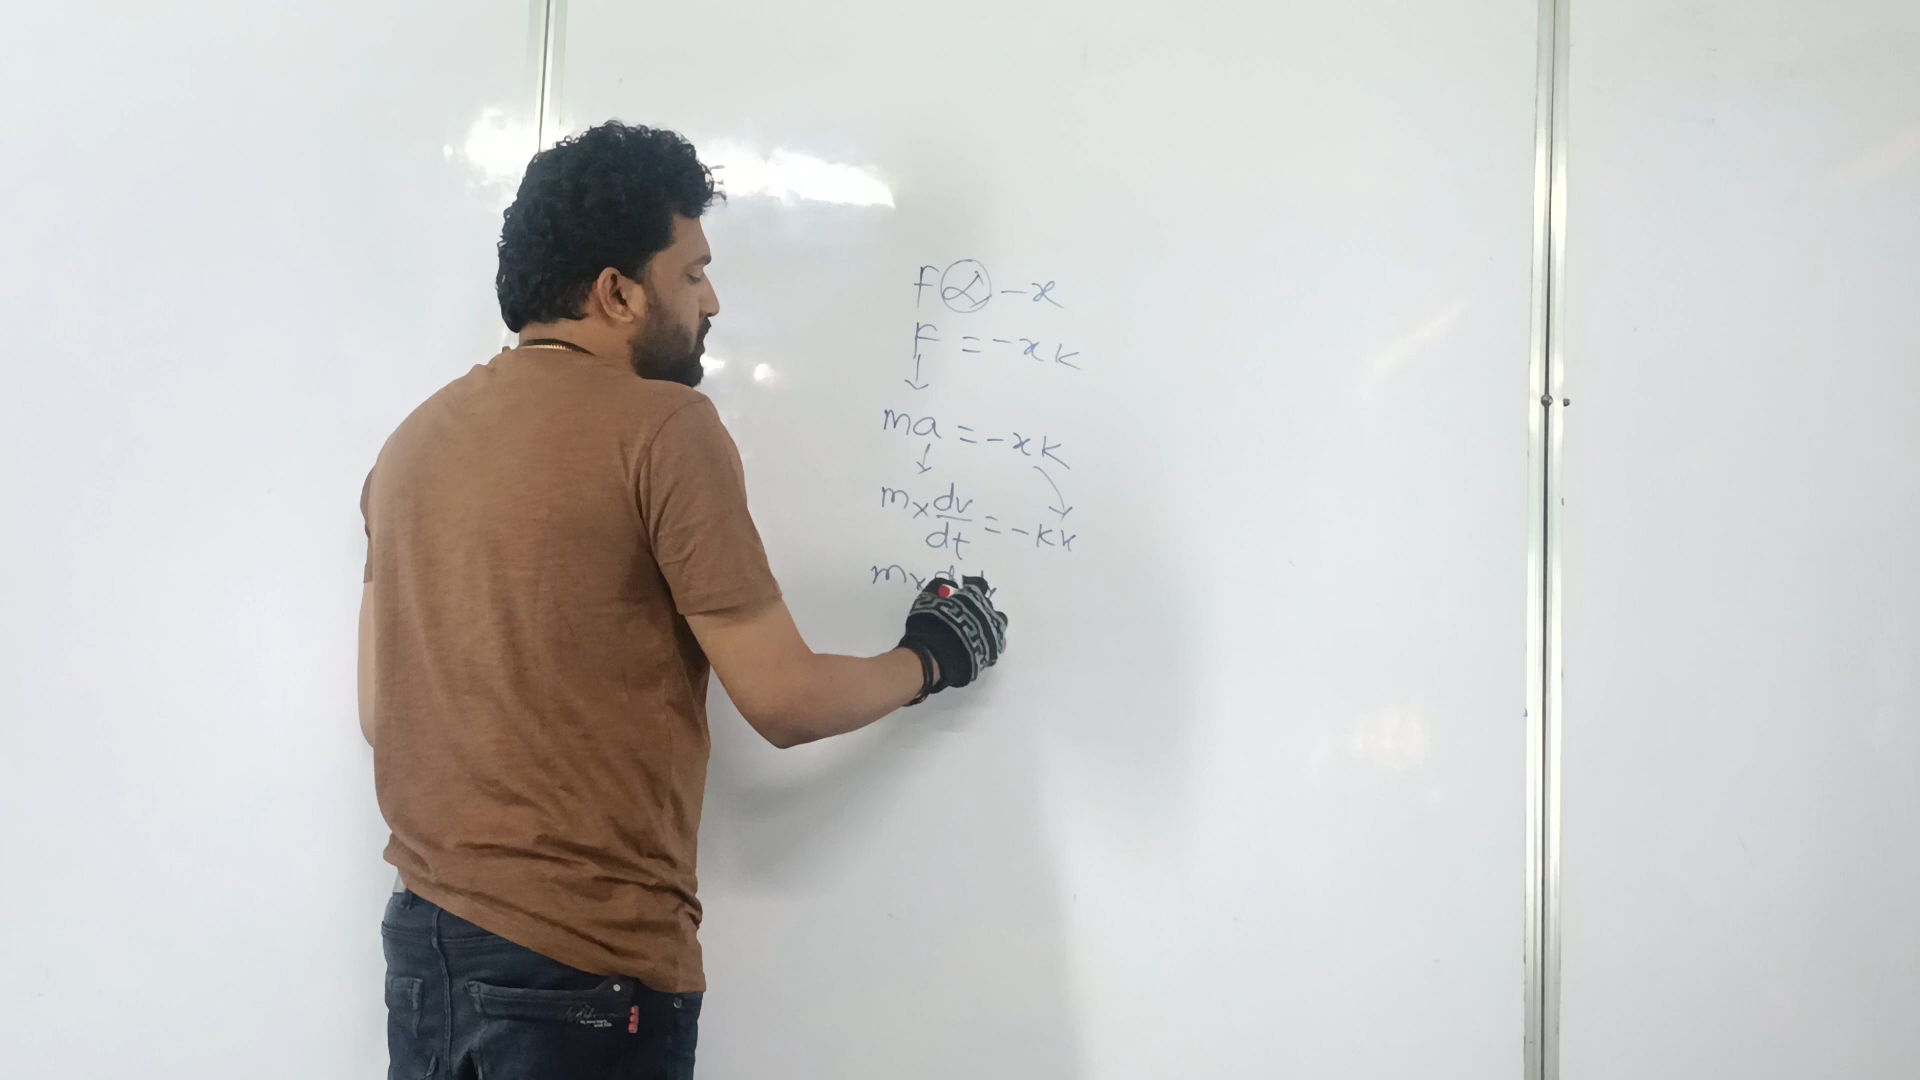 F ∝ -x
F = -xk
ma = -xk
m× dv/dt = -kx
m×